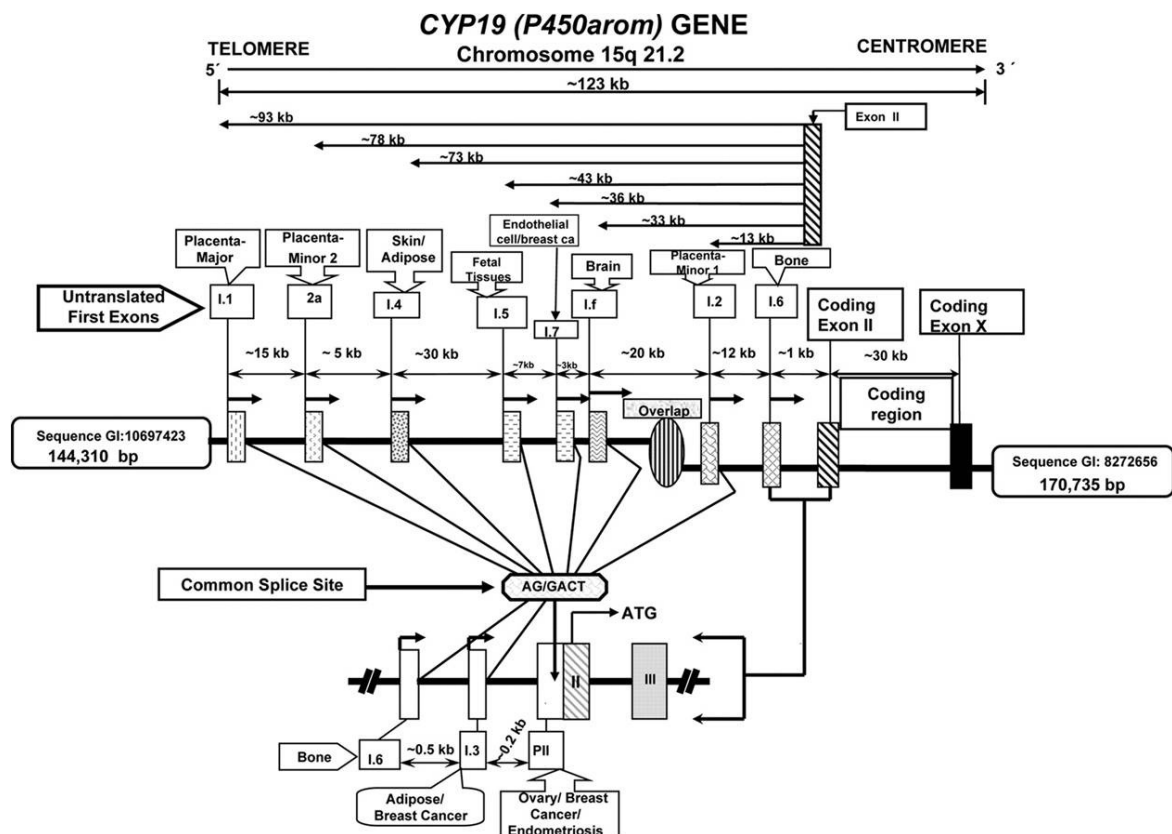 CYP19 (P450arom) GENE
TELOMERE
Chromosome 15q 21.2
CENTROMERE
5´
3 ´
~123 kb
~93 kb
Exon II
~78 kb
~73 kb
~43 kb
~36 kb
~33 kb
~13 kb
Placenta-
Major
Placenta-
Minor 2
Skin/
Adipose
Fetal
Tissues
Endothelial
cell/breast ca
Brain
Placenta-
Minor 1
Bone
Untranslated
First Exons
I.1
2a
I.4
I.5
I.7
I.f
I.2
I.6
Coding
Exon II
Coding
Exon X
~15 kb
~ 5 kb
~30 kb
~7kb
~3kb
~20 kb
~12 kb
~1 kb
~30 kb
Coding
region
Overlap
Sequence GI:10697423
144,310 bp
Sequence GI: 8272656
170,735 bp
Common Splice Site
AG/GACT
ATG
II
III
Bone
I.6
~0.5 kb
I.3
~0.2 kb
PII
Adipose/
Breast Cancer
Ovary/ Breast
Cancer/
Endometriosis